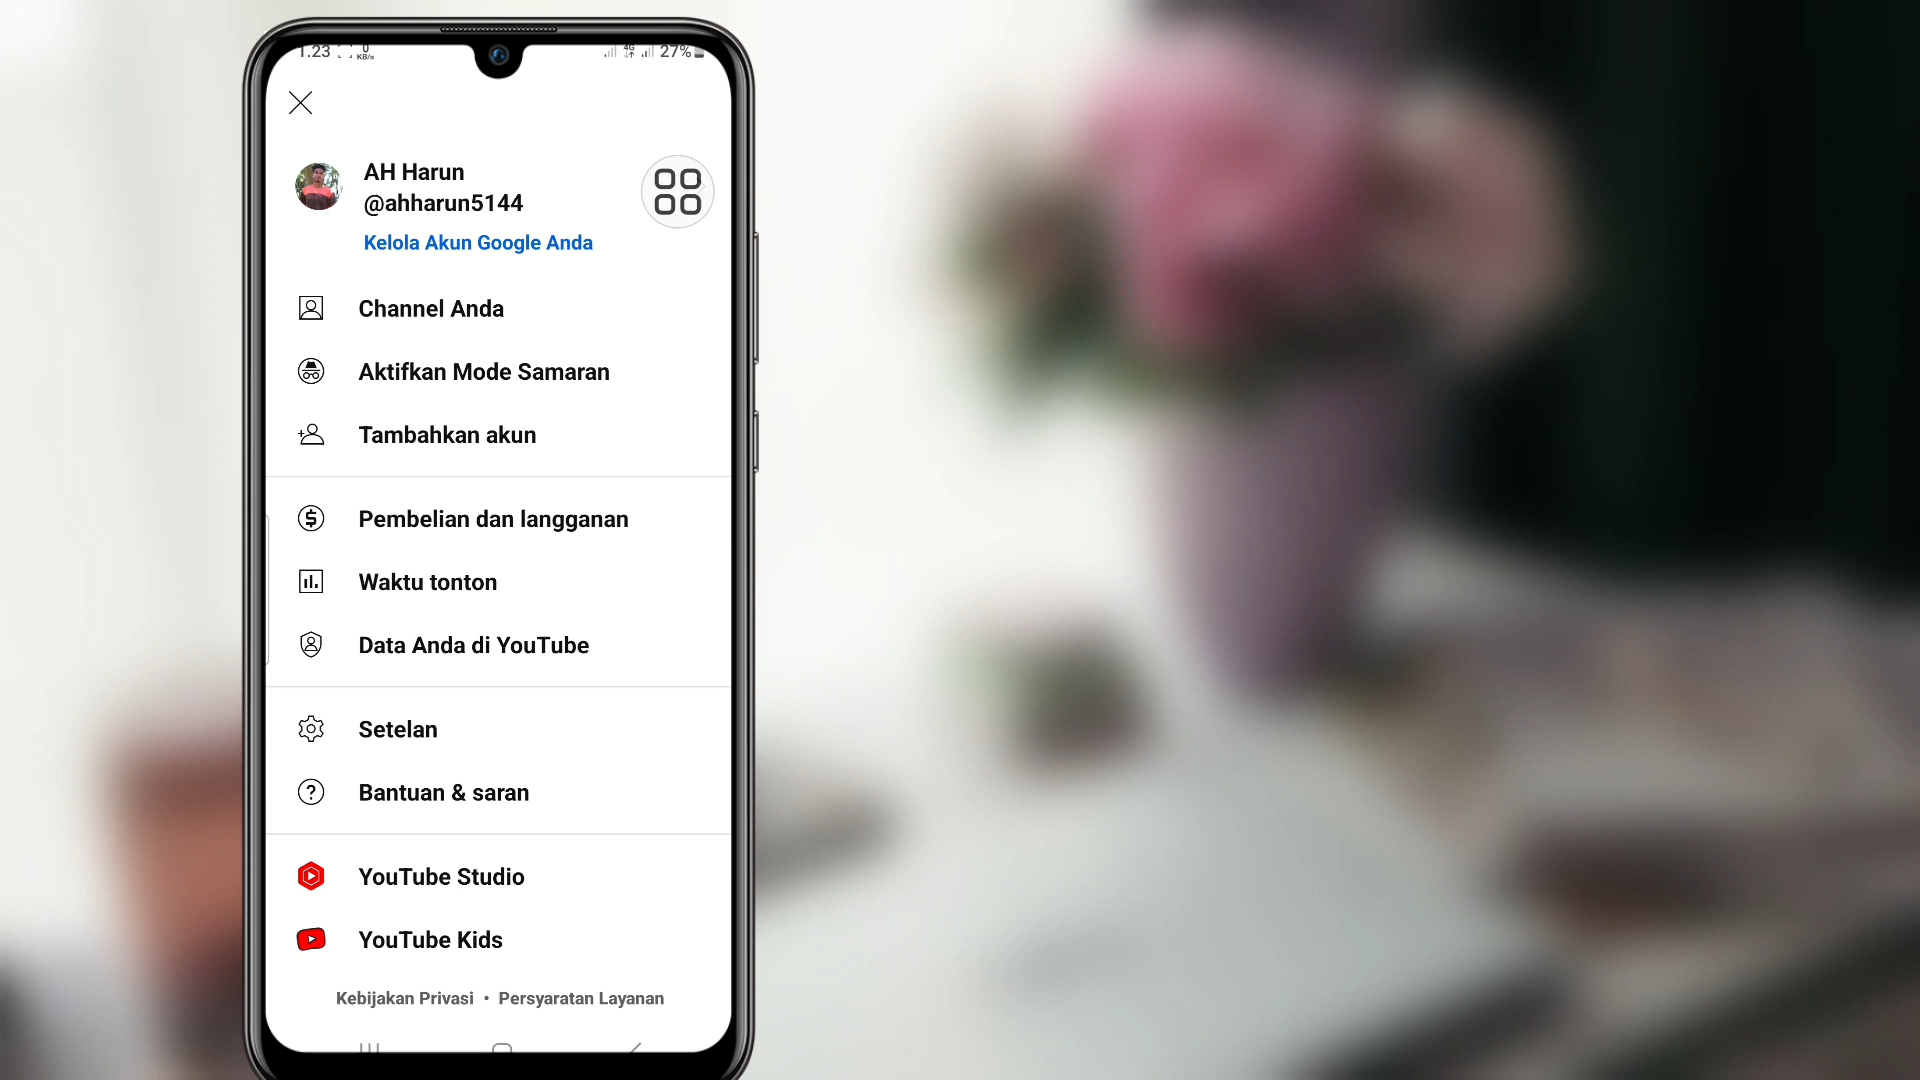 1.23 0 KB/s 4G 27%
AH Harun
@ahharun5144
Kelola Akun Google Anda
Channel Anda
Aktifkan Mode Samaran
Tambahkan akun
Pembelian dan langganan
Waktu tonton
Data Anda di YouTube
Setelan
Bantuan & saran
YouTube Studio
YouTube Kids
Kebijakan Privasi • Persyaratan Layanan